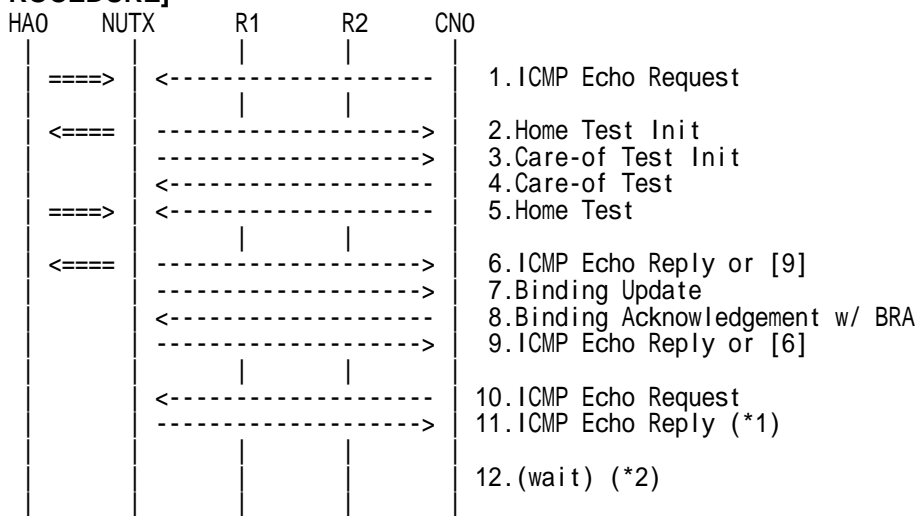 ROCEDURE]
HA0 NUTX R1 R2 CN0
====> <--------------------- 1.ICMP Echo Request
<==== ---------------------> 2.Home Test Init
---------------------> 3.Care-of Test Init
<--------------------- 4.Care-of Test
====> <--------------------- 5.Home Test
<==== ---------------------> 6.ICMP Echo Reply or [9]
---------------------> 7.Binding Update
<--------------------- 8.Binding Acknowledgement w/ BRA
---------------------> 9.ICMP Echo Reply or [6]
<--------------------- 10.ICMP Echo Request
---------------------> 11.ICMP Echo Reply (*1)
12.(wait) (*2)